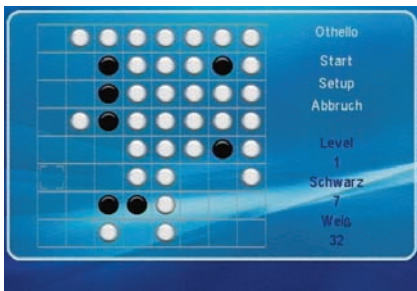 Othello
Start
Setup
Abbruch
Level
1
Schwarz
7
Weiß
32